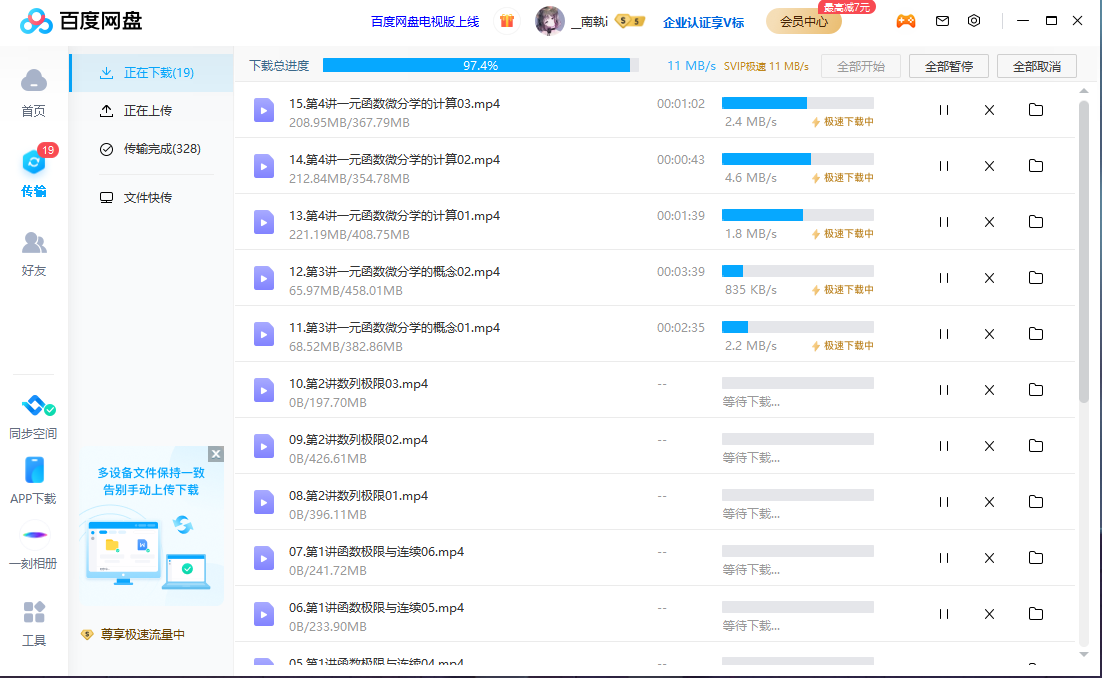 百度网盘
百度网盘电视版上线
__南執i
企业认证享V标
会员中心
最高减7元
首页
19
传输
好友
同步空间
APP下载
一刻相册
工具
正在下载(19)
正在上传
传输完成(328)
文件快传
多设备文件保持一致
告别手动上传下载
尊享极速流量中
下载总进度
97.4%
11 MB/s
SVIP极速 11 MB/s
全部开始
全部暂停
全部取消
15.第4讲一元函数微分学的计算03.mp4
208.95MB/367.79MB
00:01:02
2.4 MB/s
极速下载中
14.第4讲一元函数微分学的计算02.mp4
212.84MB/354.78MB
00:00:43
4.6 MB/s
极速下载中
13.第4讲一元函数微分学的计算01.mp4
221.19MB/408.75MB
00:01:39
1.8 MB/s
极速下载中
12.第3讲一元函数微分学的概念02.mp4
65.97MB/458.01MB
00:03:39
835 KB/s
极速下载中
11.第3讲一元函数微分学的概念01.mp4
68.52MB/382.86MB
00:02:35
2.2 MB/s
极速下载中
10.第2讲数列极限03.mp4
0B/197.70MB
--
等待下载...
09.第2讲数列极限02.mp4
0B/426.61MB
--
等待下载...
08.第2讲数列极限01.mp4
0B/396.11MB
--
等待下载...
07.第1讲函数极限与连续06.mp4
0B/241.72MB
--
等待下载...
06.第1讲函数极限与连续05.mp4
0B/233.90MB
--
等待下载...
05.第1讲函数极限与连续04.mp4
--